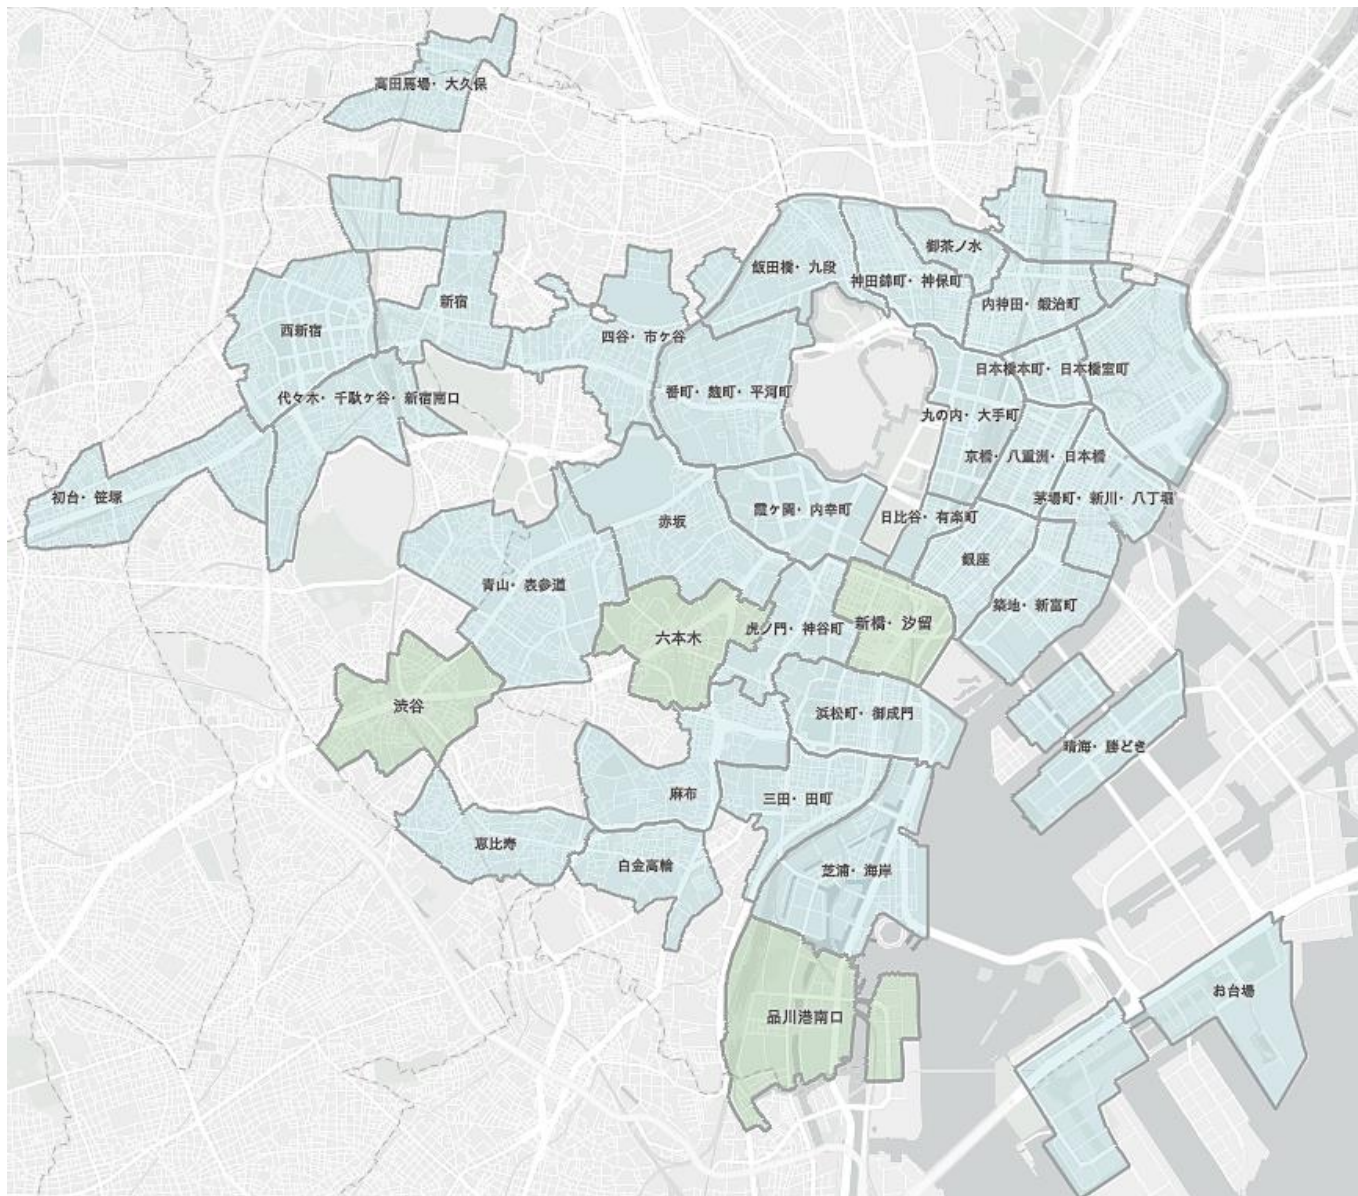 高田馬場・大久保
御茶ノ水
飯田橋・九段
神田錦町・神保町
新宿
内神田・鍛治町
西新宿
四谷・市ケ谷
日本橋本町・日本橋室町
番町・麹町・平河町
代々木・千駄ケ谷・新宿南口
丸の内・大手町
京橋・八重洲・日本橋
初台・笹塚
茅場町・新川・八丁堀
霞ケ関・内幸町
日比谷・有楽町
赤坂
銀座
青山・表参道
築地・新富町
新橋・汐留
虎ノ門・神谷町
六本木
渋谷
浜松町・御成門
晴海・勝どき
麻布
三田・田町
恵比寿
白金高輪
芝浦・海岸
お台場
品川港南口